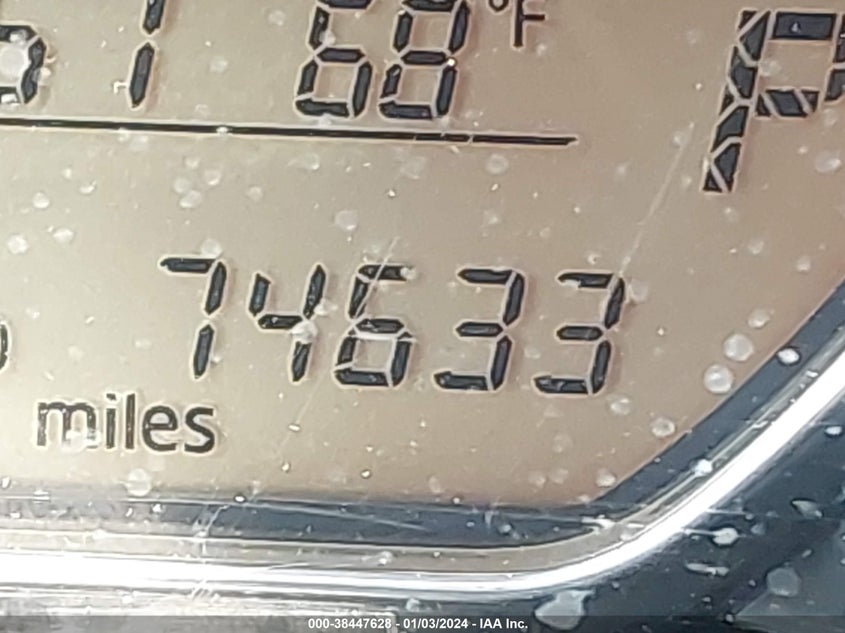 68°F
P
74633
miles
000-38447628 - 01/03/2024 - IAA Inc.